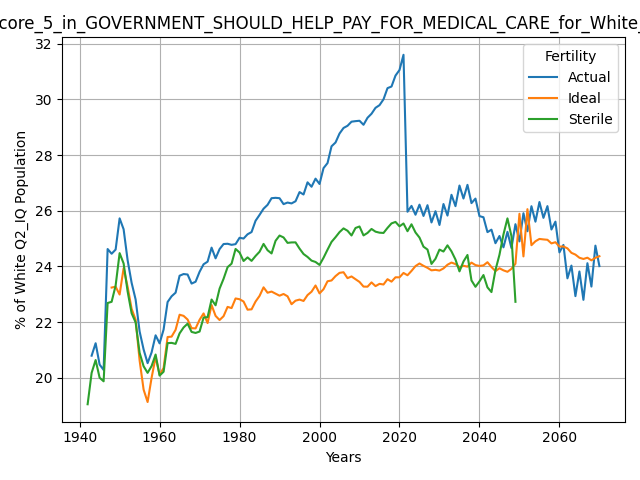 core_5_in_GOVERNMENT_SHOULD_HELP_PAY_FOR_MEDICAL_CARE_for_White_
32
30
28
26
24
22
20
% of White Q2_IQ Population
Fertility
Actual
Ideal
Sterile
1940 1960 1980 2000 2020 2040 2060
Years